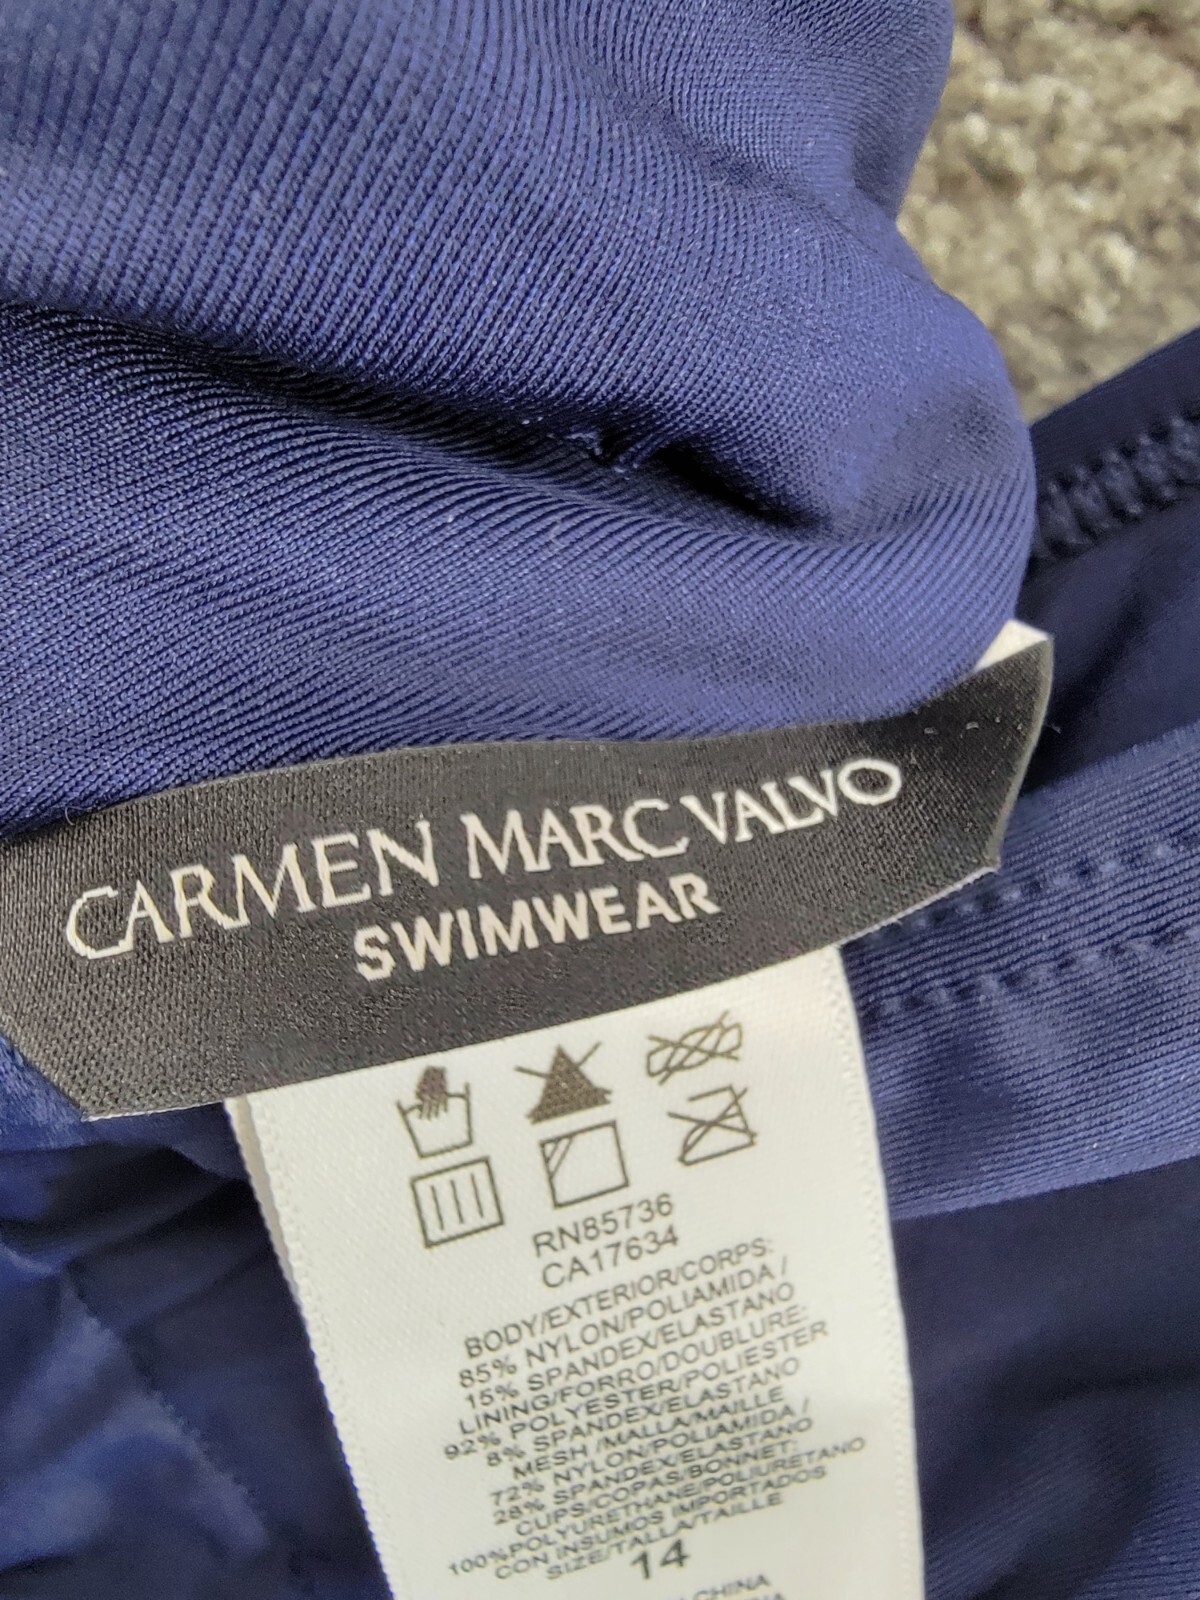 CARMEN MARC VALVO
SWIMWEAR
RN85736
CA17634
BODY/EXTERIOR/CORPS:
85% NYLON/POLIAMIDA /
15% SPANDEX/ELASTANO
LINING/FORRO/DOUBLURE:
92% POLYESTER/POLIESTER
8% SPANDEX/ELASTANO
MESH /MALLA/MAILLE
72% NYLON/POLIAMIDA /
28% SPANDEX/ELASTANO
CUPS/COPAS/BONNET:
100%POLYURETHANE/POLIURETANO
CON INSUMOS IMPORTADOS
SIZE/TALLA/TAILLE
14
CHINA